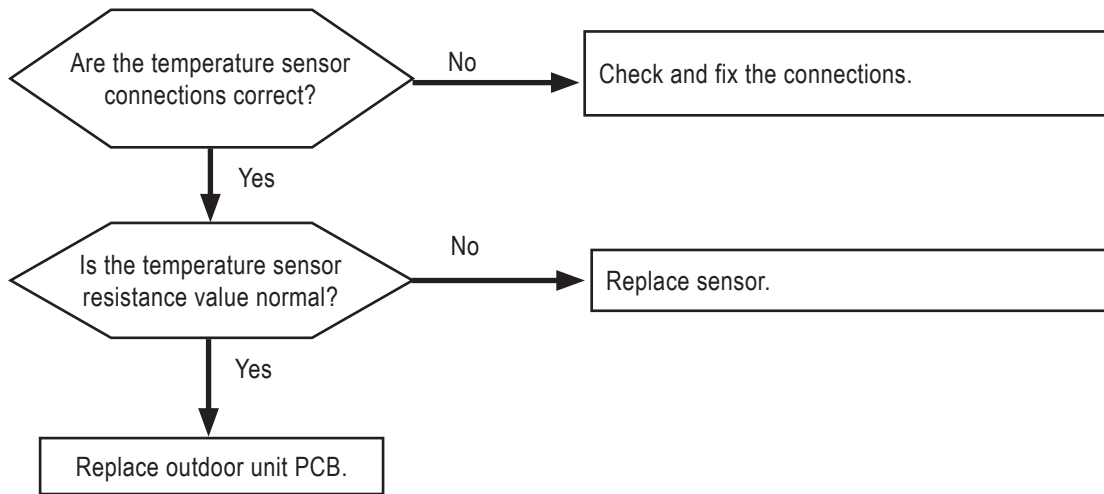 Are the temperature sensor
connections correct?
No
Check and fix the connections.
Yes
Is the temperature sensor
resistance value normal?
No
Replace sensor.
Yes
Replace outdoor unit PCB.